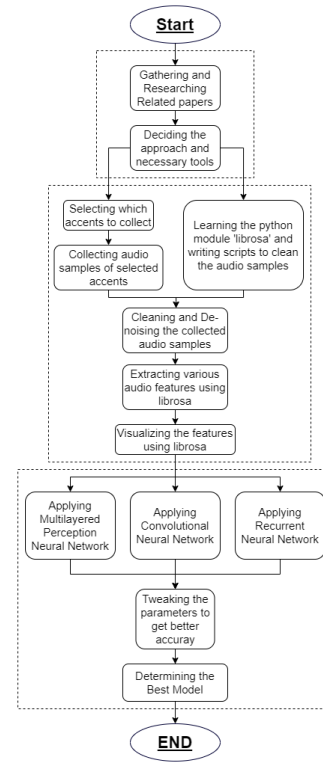 Start
Gathering and
Researching
Related papers
Deciding the
approach and
necessary tools
Selecting which
accents to collect
Collecting audio
samples of selected
accents
Learning the python
module 'librosa' and
writing scripts to clean
the audio samples
Cleaning and De-
noising the collected
audio samples
Extracting various
audio features using
librosa
Visualizing the features
using librosa
Applying
Multilayered
Perception
Neural Network
Applying
Convolutional
Neural Network
Applying
Recurrent
Neural Network
Tweaking the
parameters to
get better
accuray
Determining the
Best Model
END